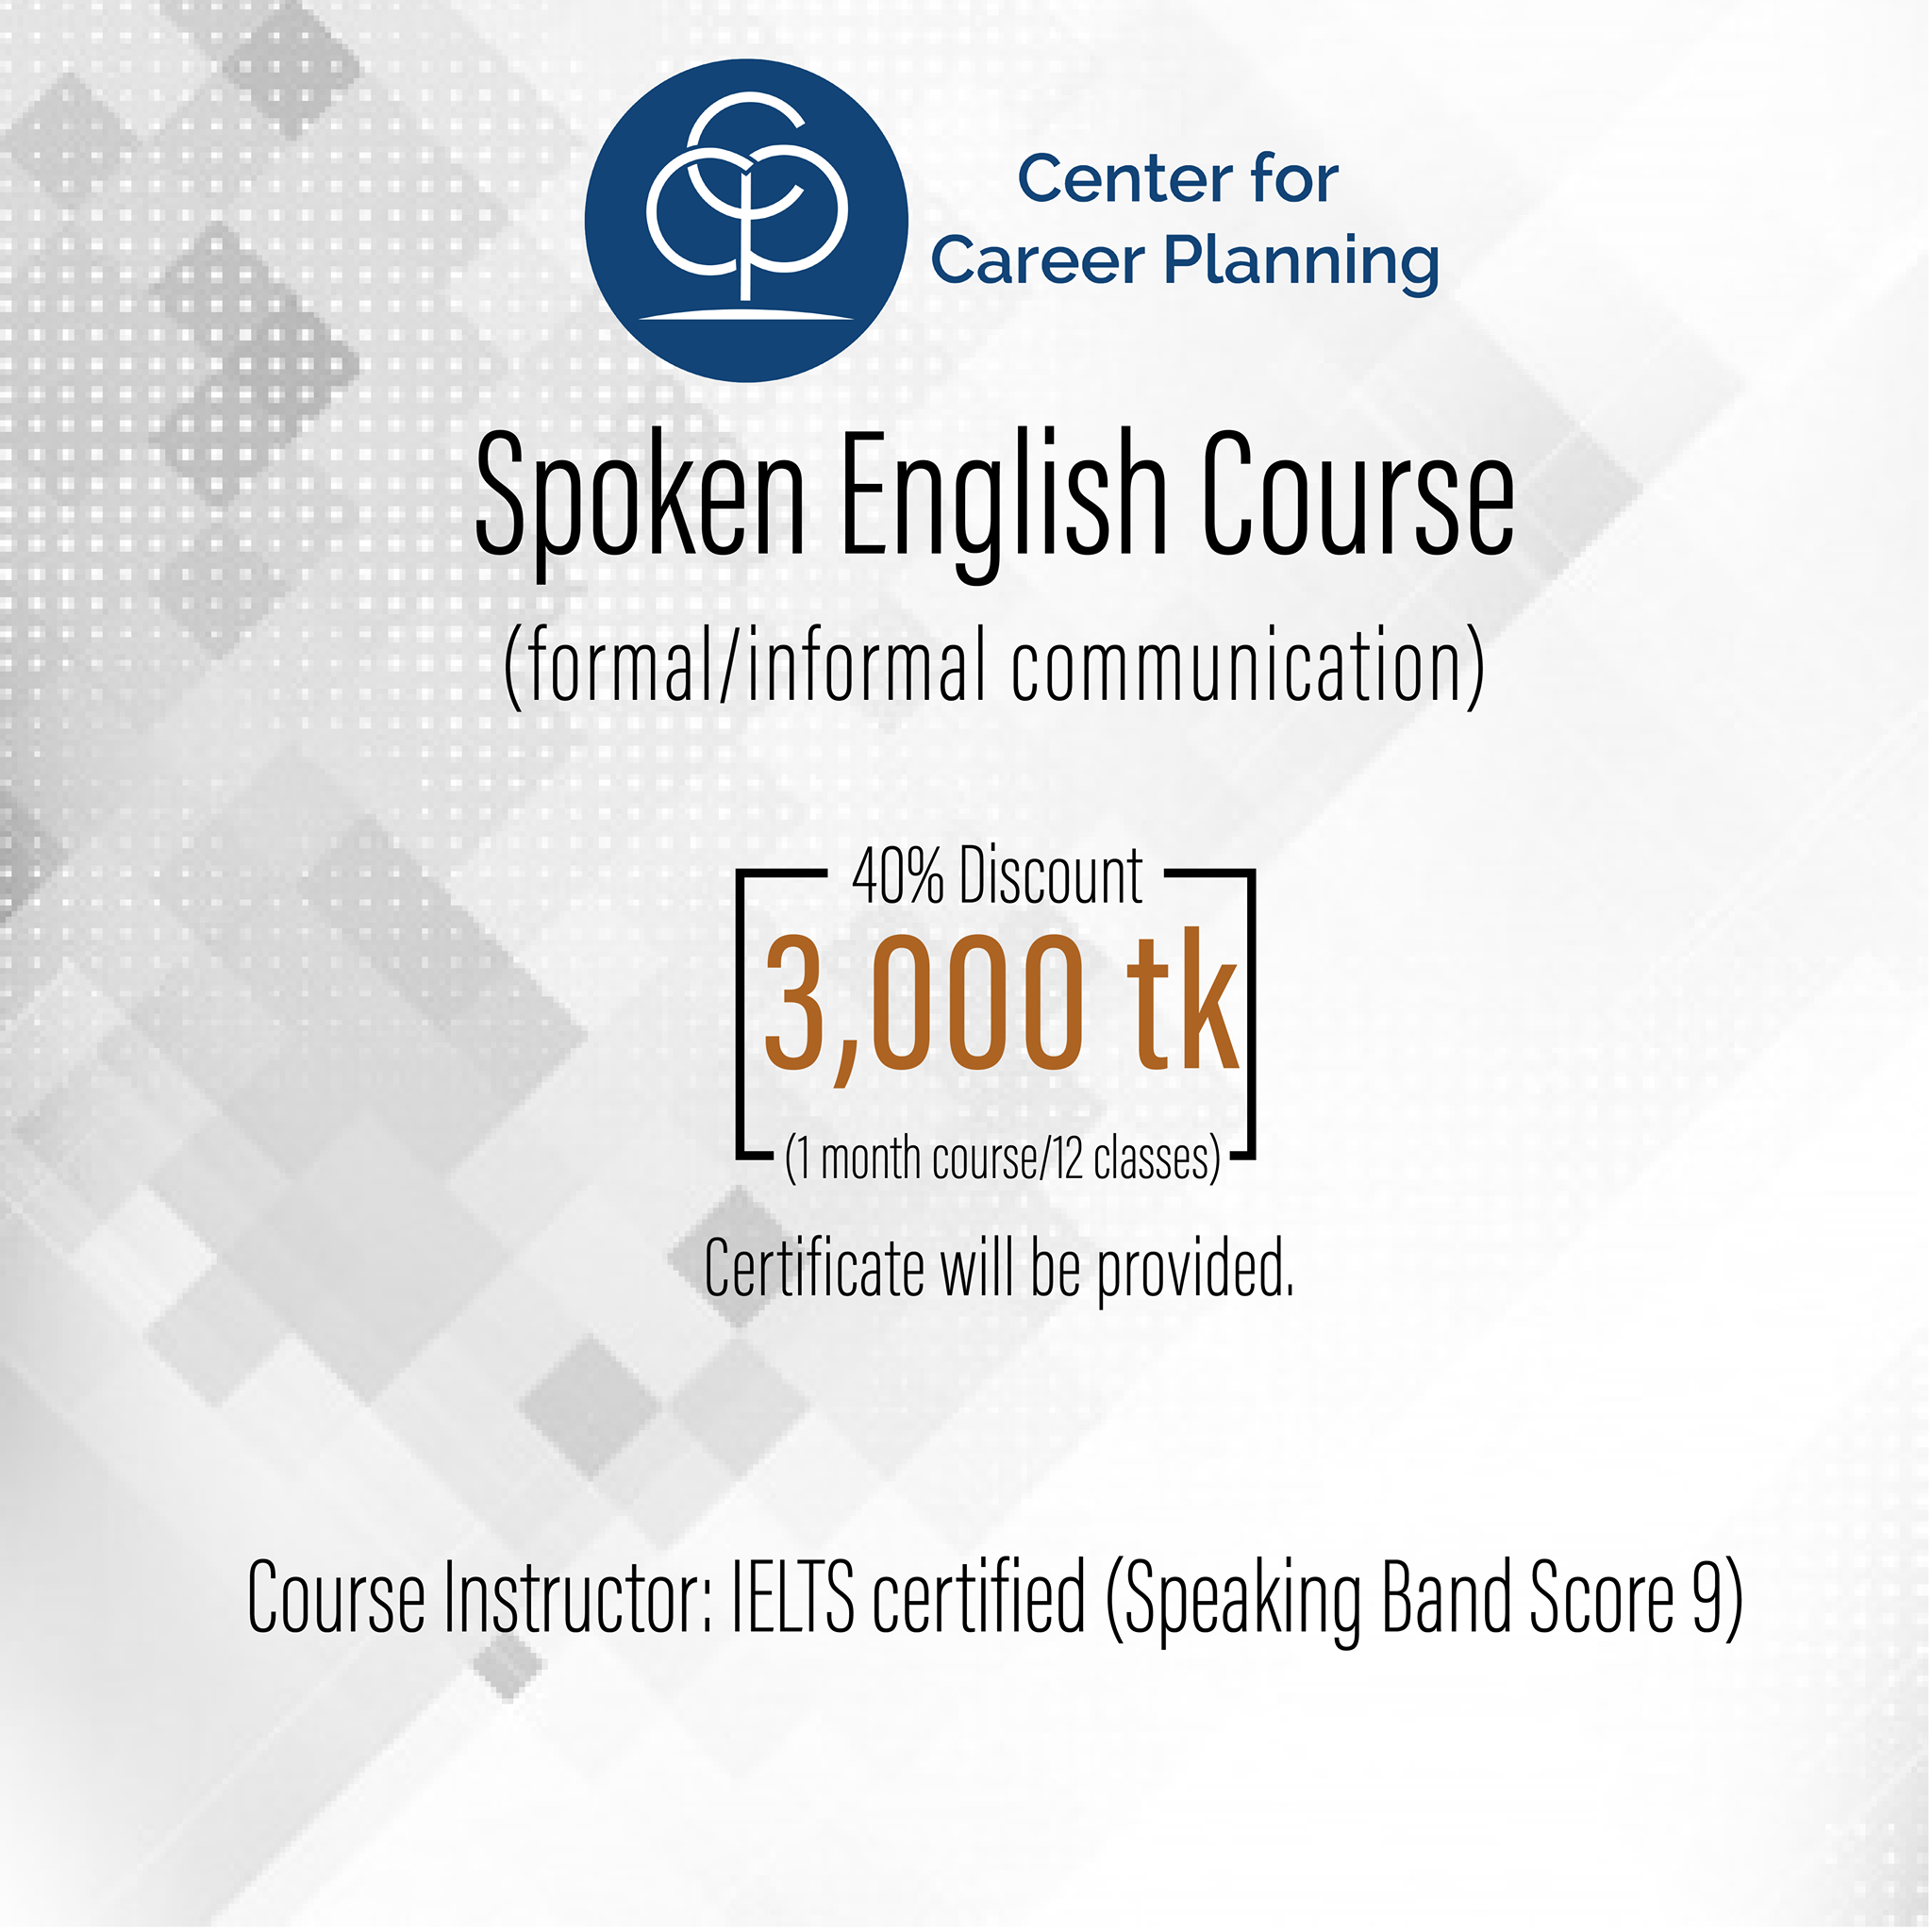 Center for
Career Planning
Spoken English Course
(formal/informal communication)
40% Discount
3,000 tk
(1 month course/12 classes)
Certificate will be provided.
Course Instructor: IELTS certified (Speaking Band Score 9)